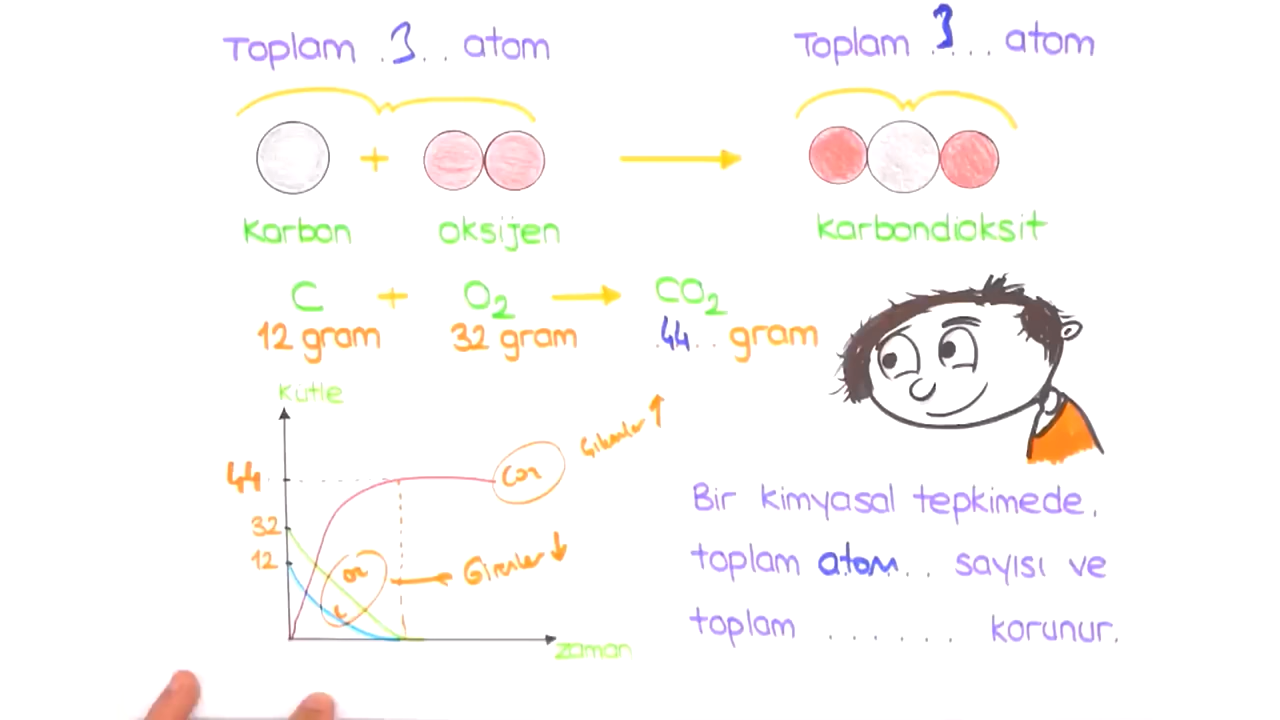 Toplam .3... atom
Toplam .3... atom
karbon
oksijen
karbondioksit
C + O2 → CO2
12 gram
32 gram
.44.. gram
Kütle
44
32
12
CO2
O2
C
Çıkanlar ↑
Girenler ↓
zaman
Bir kimyasal tepkimede,
toplam atom.. sayısı ve
toplam ....... korunur.